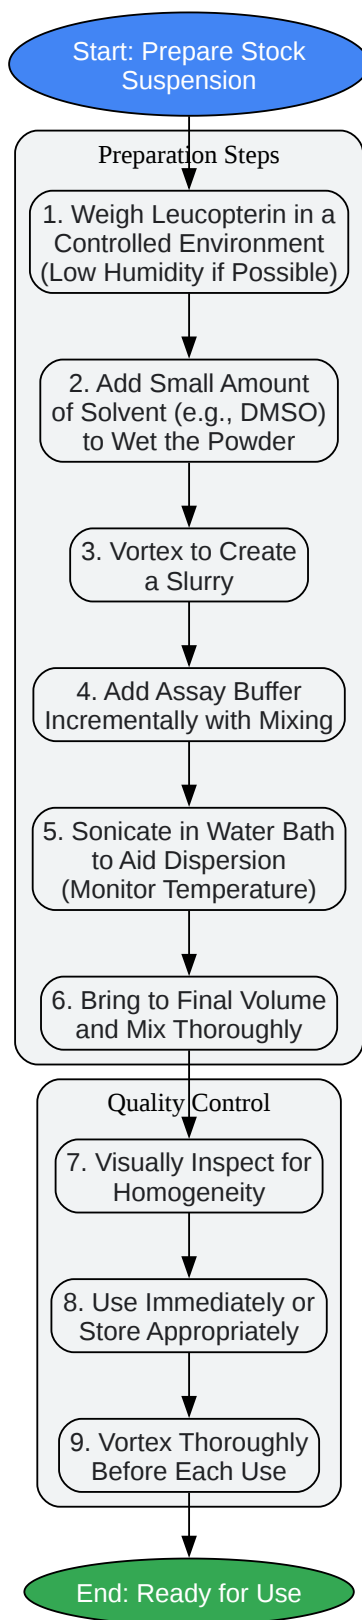 Start: Prepare Stock
Suspension
Preparation Steps
1. Weigh Leucopterin in a
Controlled Environment
(Low Humidity if Possible)
2. Add Small Amount
of Solvent (e.g., DMSO)
to Wet the Powder
3. Vortex to Create
a Slurry
4. Add Assay Buffer
Incrementally with Mixing
5. Sonicate in Water Bath
to Aid Dispersion
(Monitor Temperature)
6. Bring to Final Volume
and Mix Thoroughly
Quality Control
7. Visually Inspect for
Homogeneity
8. Use Immediately or
Store Appropriately
9. Vortex Thoroughly
Before Each Use
End: Ready for Use